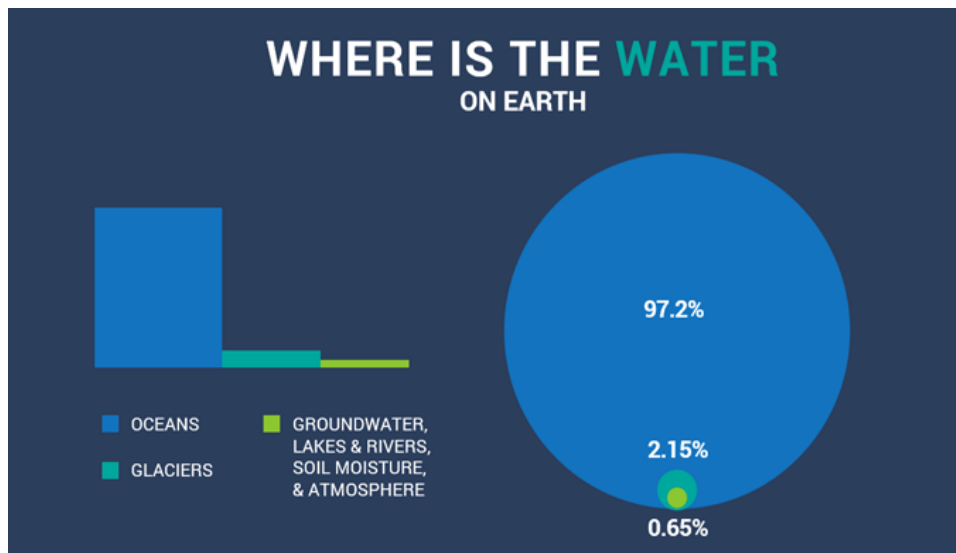 WHERE IS THE WATER
ON EARTH
97.2%
2.15%
0.65%
OCEANS
GLACIERS
GROUNDWATER,
LAKES & RIVERS,
SOIL MOISTURE,
& ATMOSPHERE